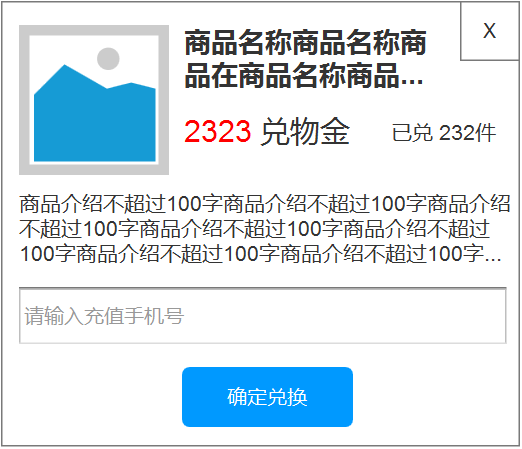 X
商品名称商品名称商
品在商品名称商品...
2323 兑物金 已兑 232件
商品介绍不超过100字商品介绍不超过100字商品介绍
不超过100字商品介绍不超过100字商品介绍不超过
100字商品介绍不超过100字商品介绍不超过100字...
请输入充值手机号
确定兑换